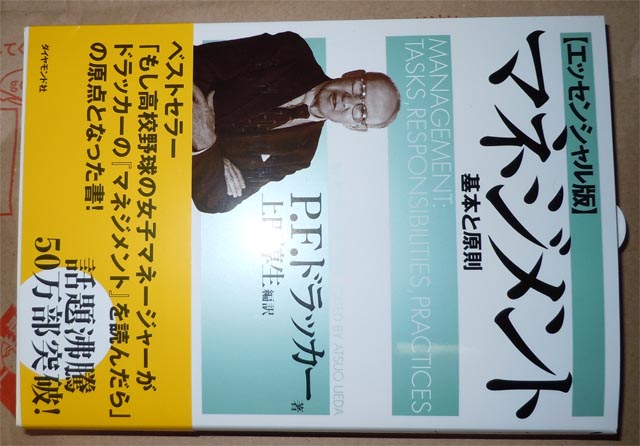 【エッセンシャル版】
マネジメント
基本と原則
MANAGEMENT:
TASKS, RESPONSIBILITIES, PRACTICES
P.F.ドラッカー 著
上田惇生 編訳
EDITED BY ATSUO UEDA
ベストセラー
「もし高校野球の女子マネージャーが
ドラッカーの『マネジメント』を読んだら」
の原点となった書!
話題沸騰
50万部突破!
ダイヤモンド社